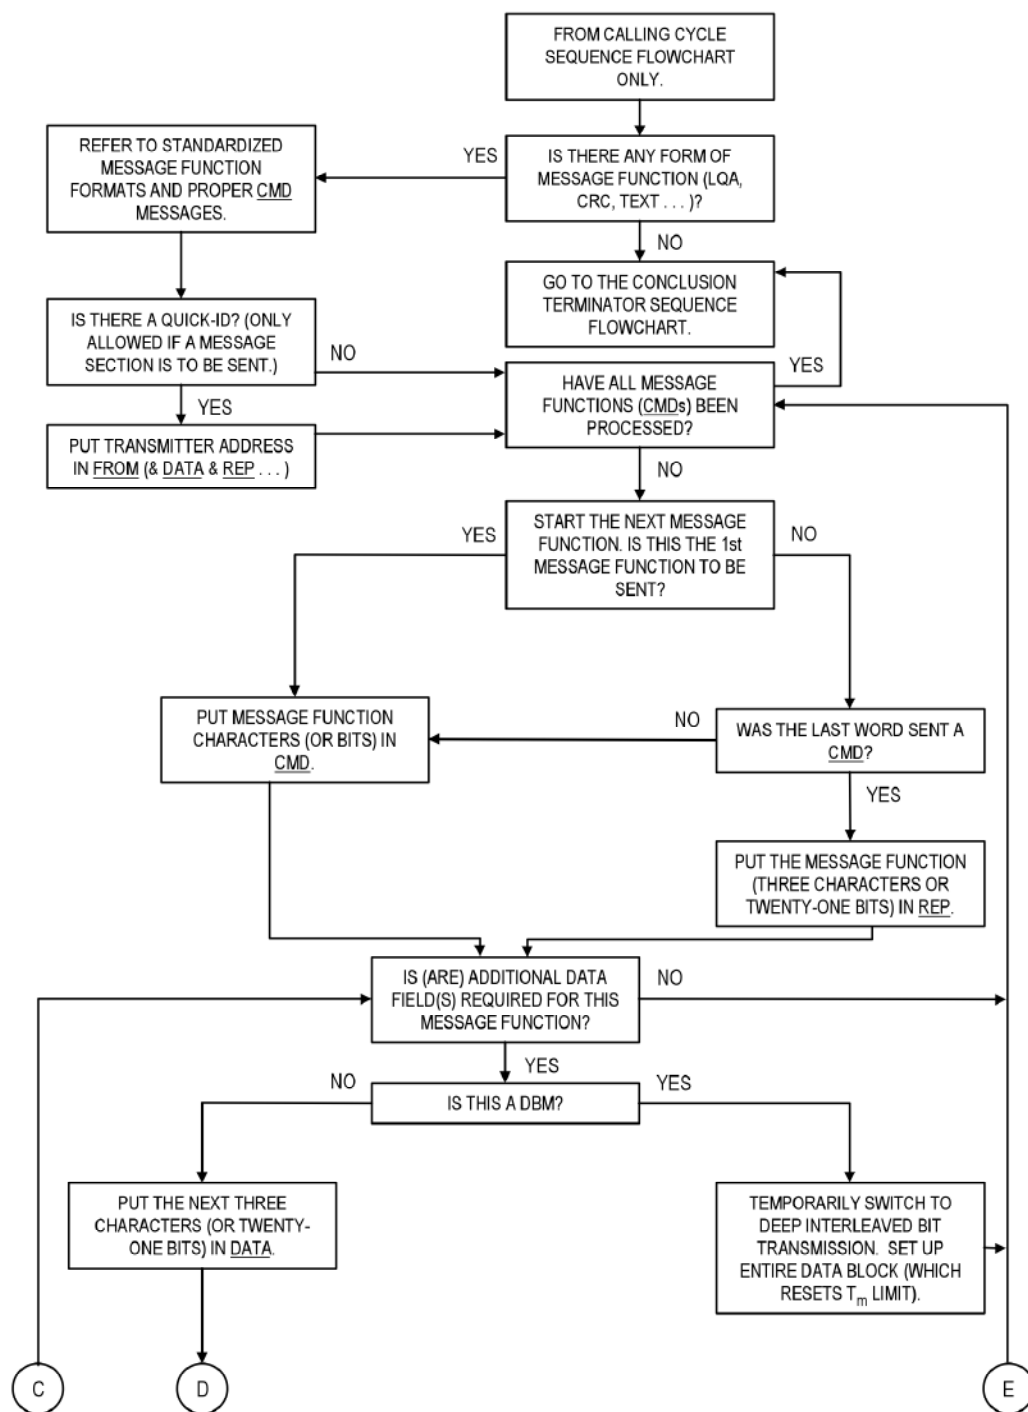 FROM CALLING CYCLE
SEQUENCE FLOWCHART
ONLY.
REFER TO STANDARDIZED
MESSAGE FUNCTION
FORMATS AND PROPER CMD
MESSAGES.
YES
IS THERE ANY FORM OF
MESSAGE FUNCTION (LQA,
CRC, TEXT . . . )?
NO
GO TO THE CONCLUSION
TERMINATOR SEQUENCE
FLOWCHART.
IS THERE A QUICK-ID? (ONLY
ALLOWED IF A MESSAGE
SECTION IS TO BE SENT.)
NO
YES
HAVE ALL MESSAGE
FUNCTIONS (CMDs) BEEN
PROCESSED?
YES
PUT TRANSMITTER ADDRESS
IN FROM (& DATA & REP . . . )
NO
YES
START THE NEXT MESSAGE
FUNCTION. IS THIS THE 1st
MESSAGE FUNCTION TO BE
SENT?
NO
PUT MESSAGE FUNCTION
CHARACTERS (OR BITS) IN
CMD.
NO
WAS THE LAST WORD SENT A
CMD?
YES
PUT THE MESSAGE FUNCTION
(THREE CHARACTERS OR
TWENTY-ONE BITS) IN REP.
IS (ARE) ADDITIONAL DATA
FIELD(S) REQUIRED FOR THIS
MESSAGE FUNCTION?
NO
YES
NO
IS THIS A DBM?
YES
PUT THE NEXT THREE
CHARACTERS (OR TWENTY-
ONE BITS) IN DATA.
TEMPORARILY SWITCH TO
DEEP INTERLEAVED BIT
TRANSMISSION. SET UP
ENTIRE DATA BLOCK (WHICH
RESETS Tm LIMIT).
C
D
E